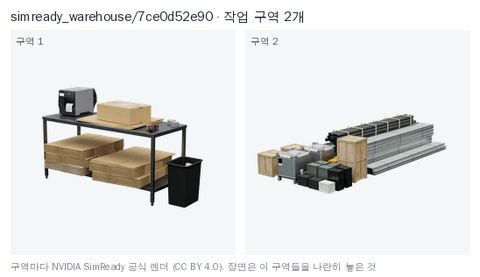 simready_warehouse/7ce0d52e90 · 작업 구역 2개
구역 1
구역 2
구역마다 NVIDIA SimReady 공식 렌더 (CC BY 4.0). 장면은 이 구역들을 나란히 놓은 것